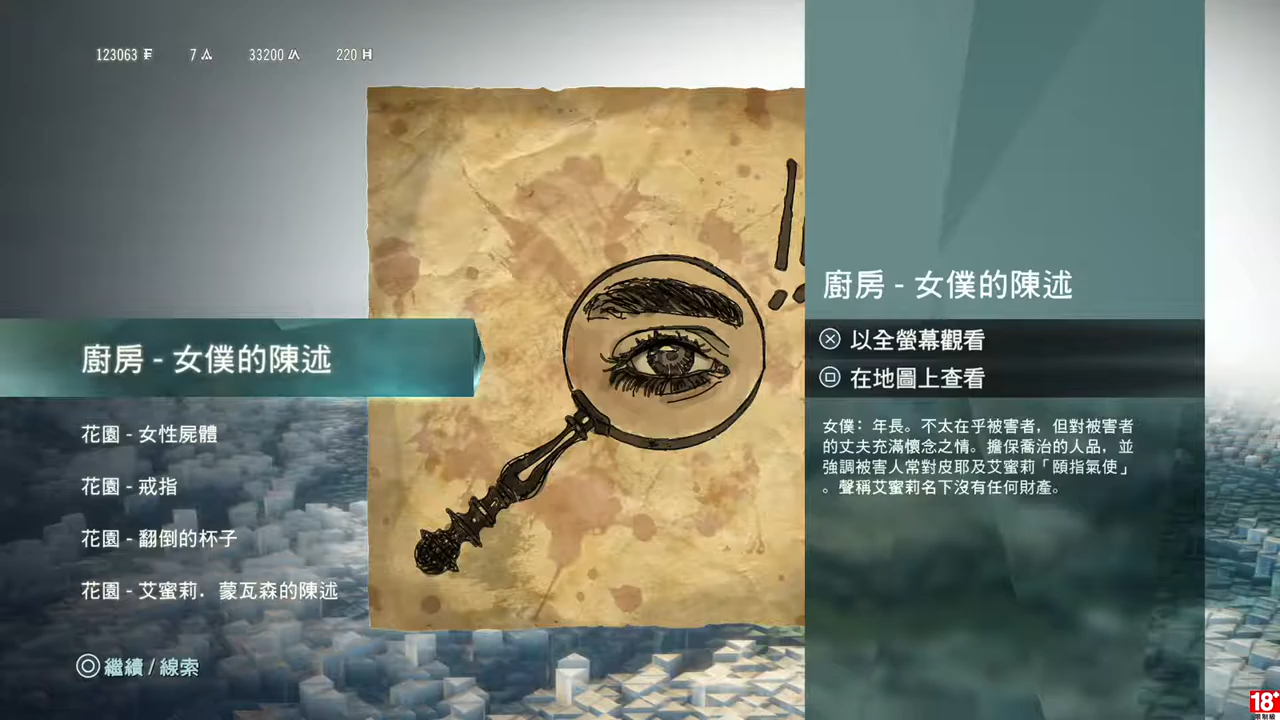 123063 7 33200 220
廚房 - 女僕的陳述
花園 - 女性屍體
花園 - 戒指
花園 - 翻倒的杯子
花園 - 艾蜜莉．蒙瓦森的陳述
繼續 / 線索
廚房 - 女僕的陳述
以全螢幕觀看
在地圖上查看
女僕：年長。不太在乎被害者，但對被害者
的丈夫充滿懷念之情。擔保喬治的人品，並
強調被害人常對皮耶及艾蜜莉「頤指氣使」
。聲稱艾蜜莉名下沒有任何財產。
18+
限制級